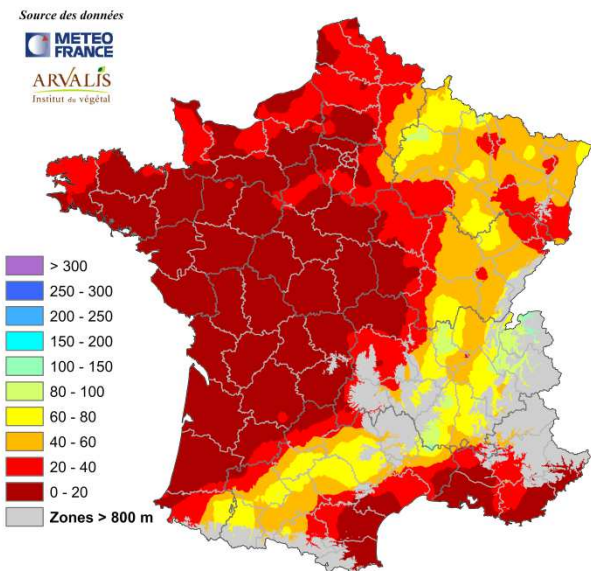 Source des données
METEO
FRANCE
ARVALIS
Institut du végétal
> 300
250 - 300
200 - 250
150 - 200
100 - 150
80 - 100
60 - 80
40 - 60
20 - 40
0 - 20
Zones > 800 m